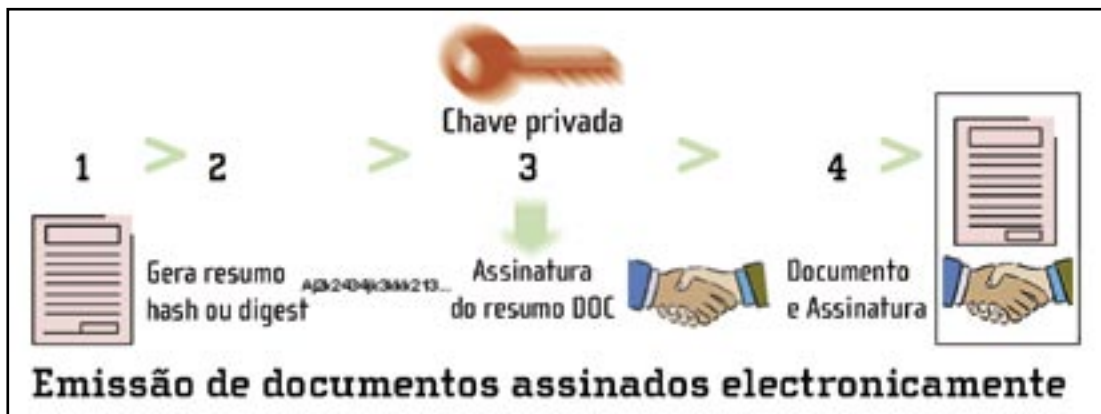 Chave privada
1 > 2 > 3 > 4 >
Gera resumo
hash ou digest
Assinatura
do resumo DOC
Documento
e Assinatura
Emissão de documentos assinados electronicamente